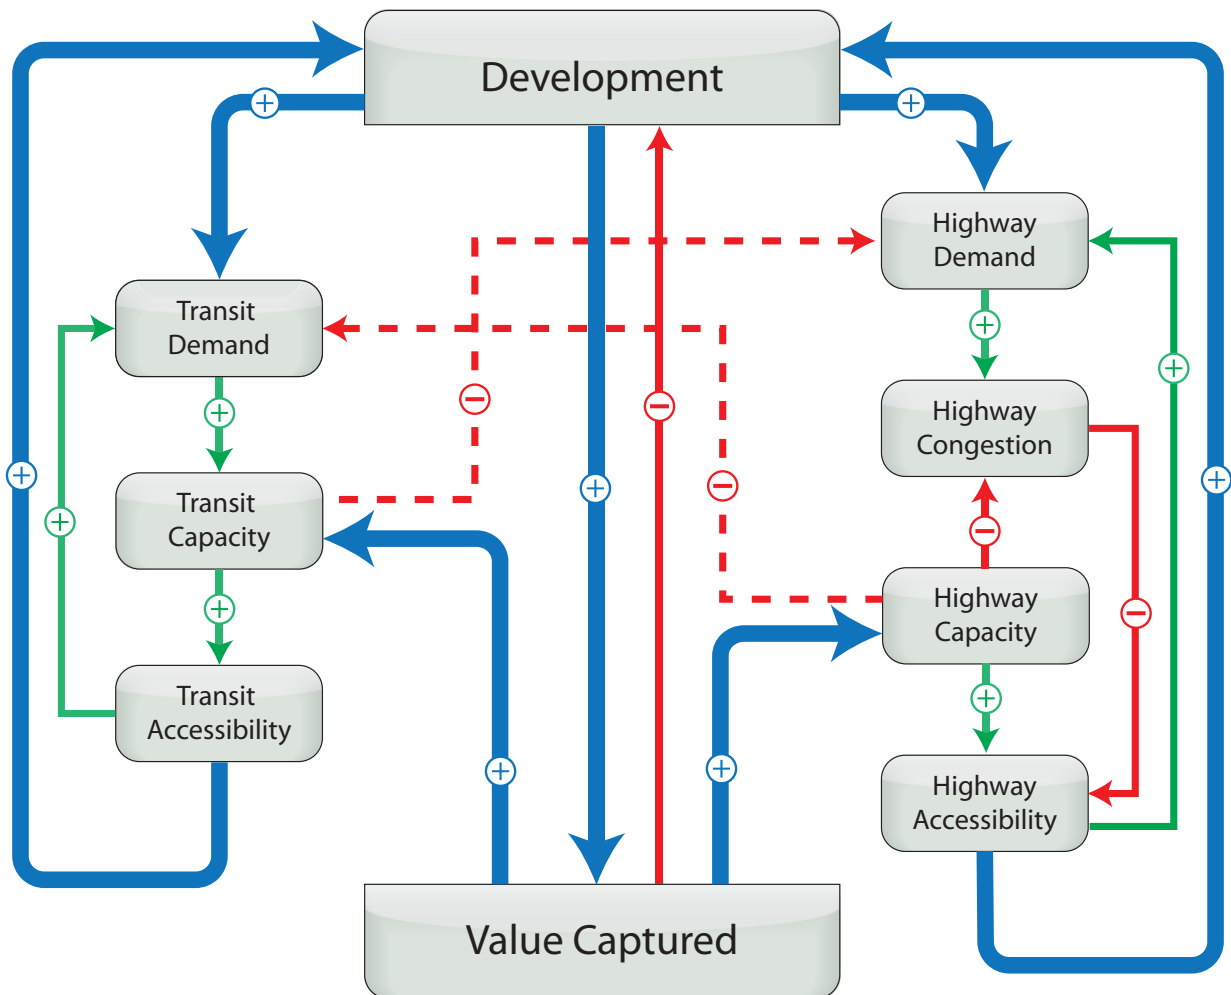 Development
Highway
Demand
Transit
Demand
Highway
Congestion
Transit
Capacity
Highway
Capacity
Transit
Accessibility
Highway
Accessibility
Value Captured